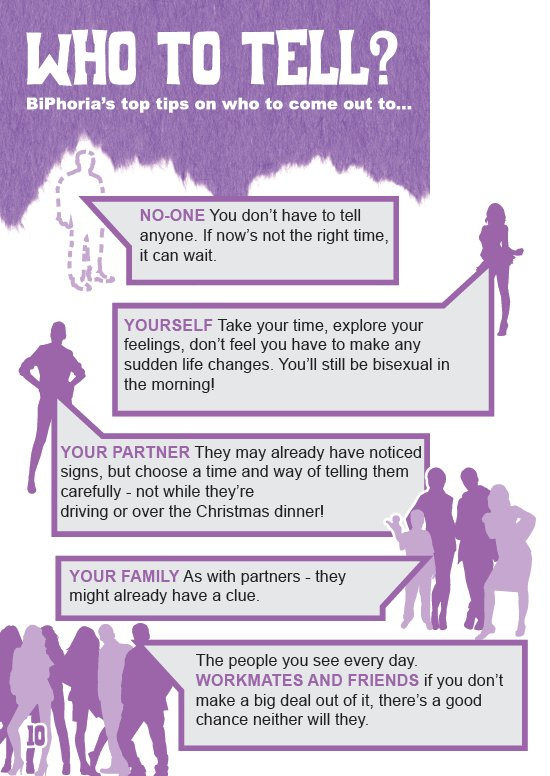 WHO TO TELL?
BiPhoria's top tips on who to come out to...
NO-ONE You don't have to tell
anyone. If now's not the right time,
it can wait.
YOURSELF Take your time, explore your
feelings, don't feel you have to make any
sudden life changes. You'll still be bisexual in
the morning!
YOUR PARTNER They may already have noticed
signs, but choose a time and way of telling them
carefully - not while they're
driving or over the Christmas dinner!
YOUR FAMILY As with partners - they
might already have a clue.
The people you see every day.
WORKMATES AND FRIENDS if you don't
make a big deal out of it, there's a good
chance neither will they.
10